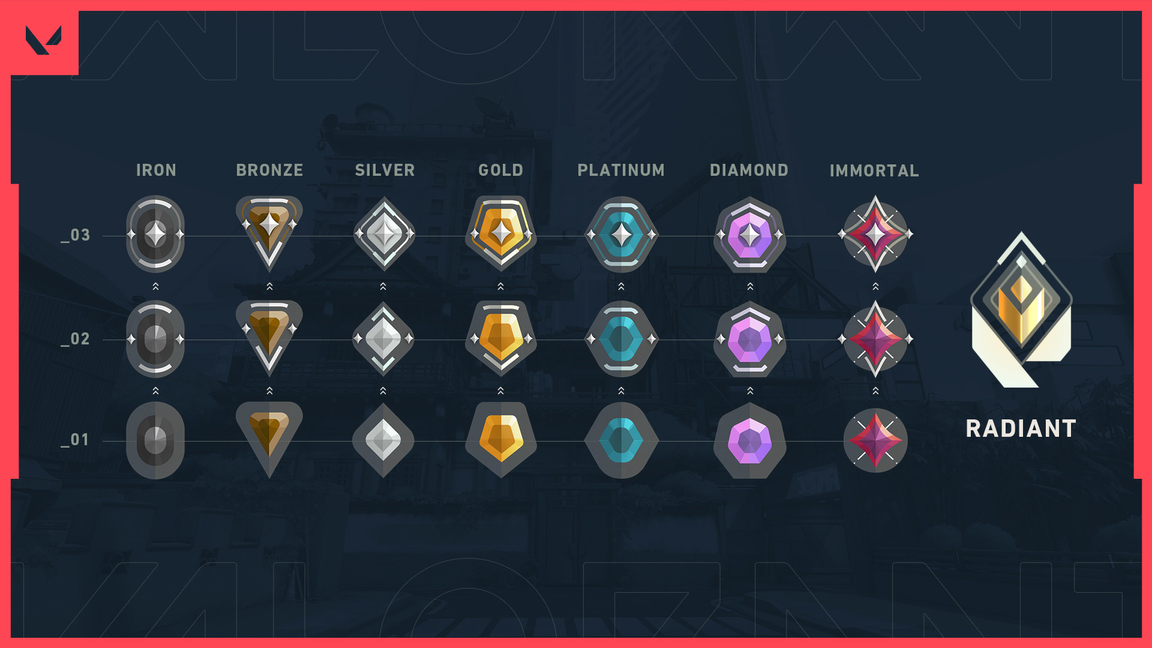 IRON BRONZE SILVER GOLD PLATINUM DIAMOND IMMORTAL
_03
_02
_01
RADIANT